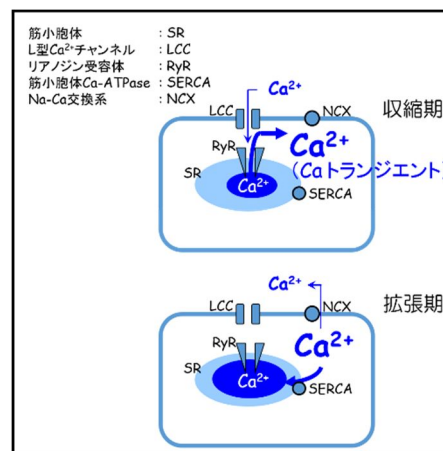 筋小胞体 : SR
L型Ca²⁺チャンネル : LCC
リアノジン受容体 : RyR
筋小胞体Ca-ATPase : SERCA
Na-Ca交換系 : NCX
Ca²⁺
LCC
NCX
収縮期
RyR
Ca²⁺
(Caトランジエント)
SR
Ca²⁺
SERCA
Ca²⁺
LCC
NCX
拡張期
RyR
Ca²⁺
SR
Ca²⁺
SERCA